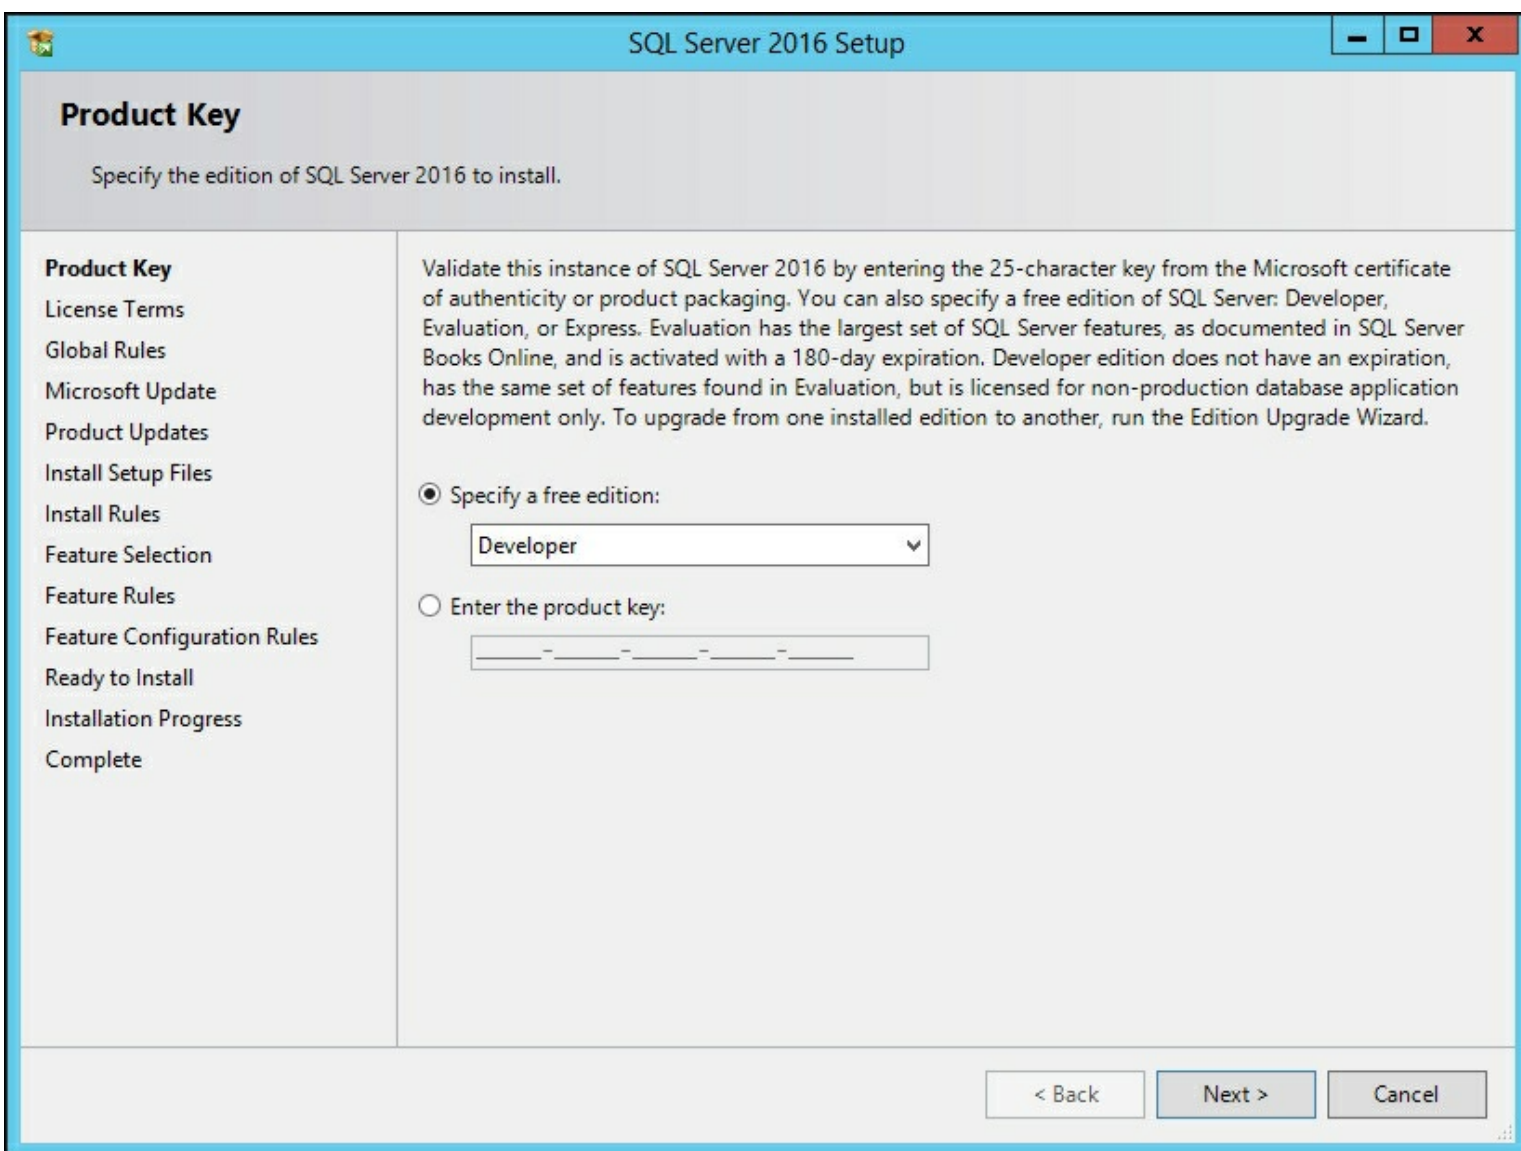 SQL Server 2016 Setup
Product Key
Specify the edition of SQL Server 2016 to install.
Product Key
License Terms
Global Rules
Microsoft Update
Product Updates
Install Setup Files
Install Rules
Feature Selection
Feature Rules
Feature Configuration Rules
Ready to Install
Installation Progress
Complete
Validate this instance of SQL Server 2016 by entering the 25-character key from the Microsoft certificate
of authenticity or product packaging. You can also specify a free edition of SQL Server: Developer,
Evaluation, or Express. Evaluation has the largest set of SQL Server features, as documented in SQL Server
Books Online, and is activated with a 180-day expiration. Developer edition does not have an expiration,
has the same set of features found in Evaluation, but is licensed for non-production database application
development only. To upgrade from one installed edition to another, run the Edition Upgrade Wizard.
Specify a free edition:
Developer
Enter the product key:
_____-_____-_____-_____-_____
< Back
Next >
Cancel